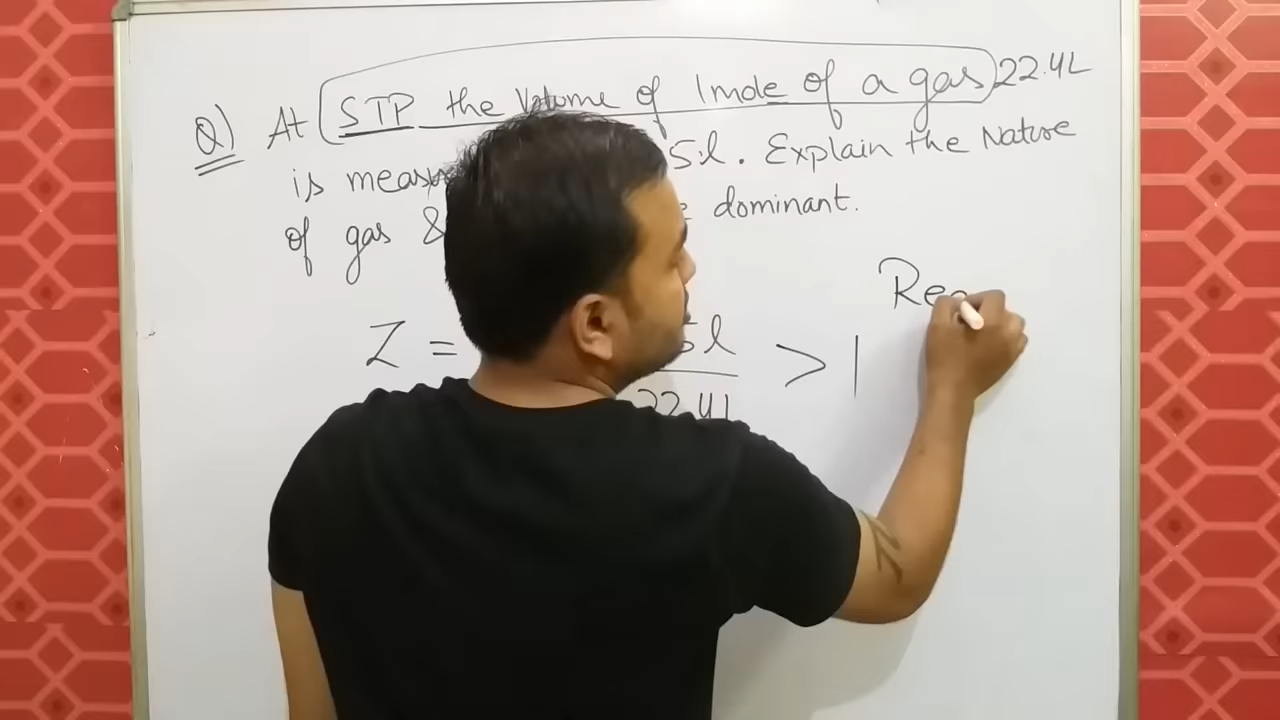 Q) At STP the Volume of 1mole of a gas 22.4L
is 5l. Explain the Nature
of gas & dominant.
Z = 5l > 1
22.4L
Re